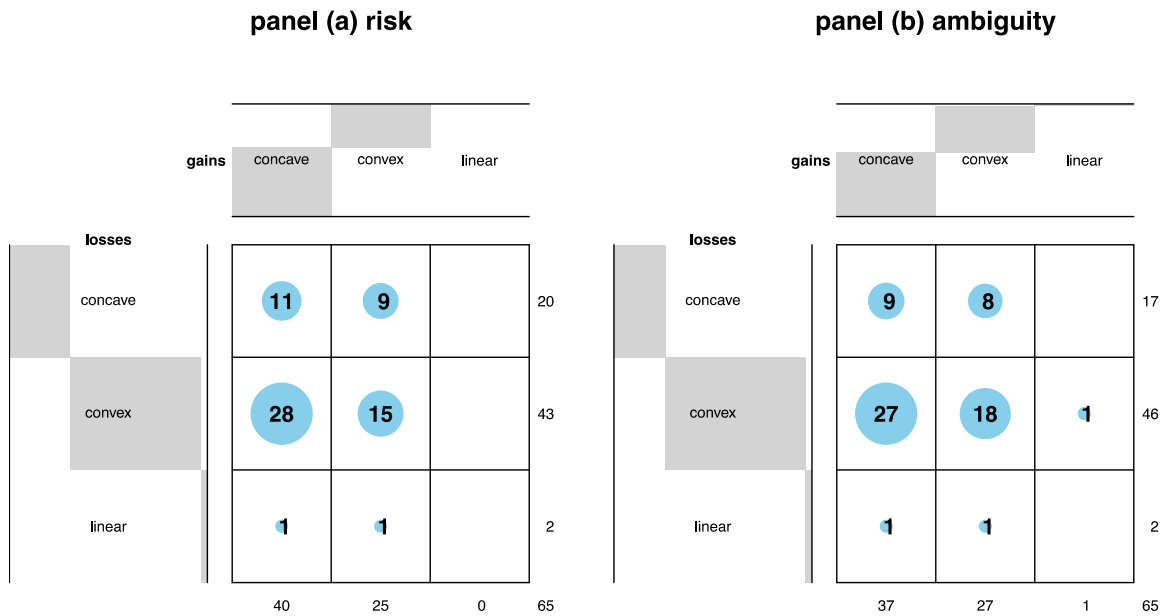 panel (a) risk
panel (b) ambiguity
gains concave convex linear
losses
concave 11 9 20
convex 28 15 43
linear 1 1 2
40 25 0 65
gains concave convex linear
losses
concave 9 8 17
convex 27 18 1 46
linear 1 1 2
37 27 1 65